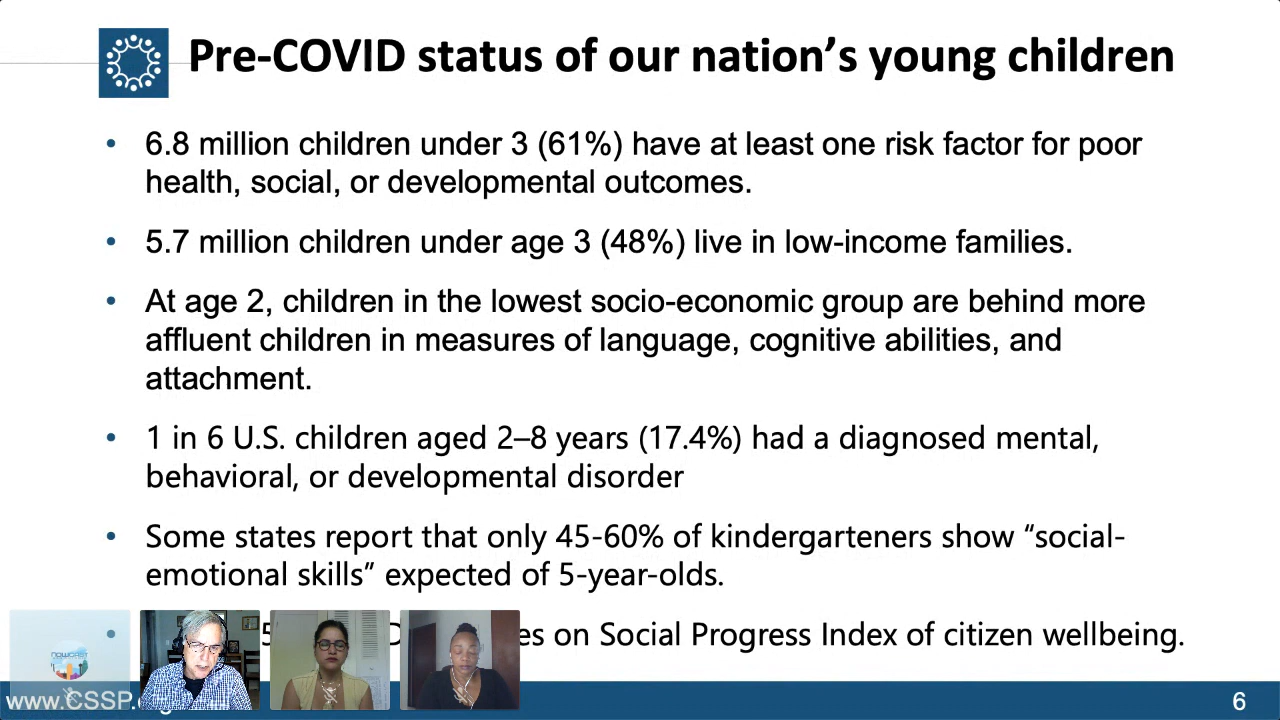 Pre-COVID status of our nation’s young children
• 6.8 million children under 3 (61%) have at least one risk factor for poor
health, social, or developmental outcomes.
• 5.7 million children under age 3 (48%) live in low-income families.
• At age 2, children in the lowest socio-economic group are behind more
affluent children in measures of language, cognitive abilities, and
attachment.
• 1 in 6 U.S. children aged 2–8 years (17.4%) had a diagnosed mental,
behavioral, or developmental disorder
• Some states report that only 45-60% of kindergarteners show “social-
emotional skills” expected of 5-year-olds.
• on Social Progress Index of citizen wellbeing.
NOWCAST
www.CSSP.
6